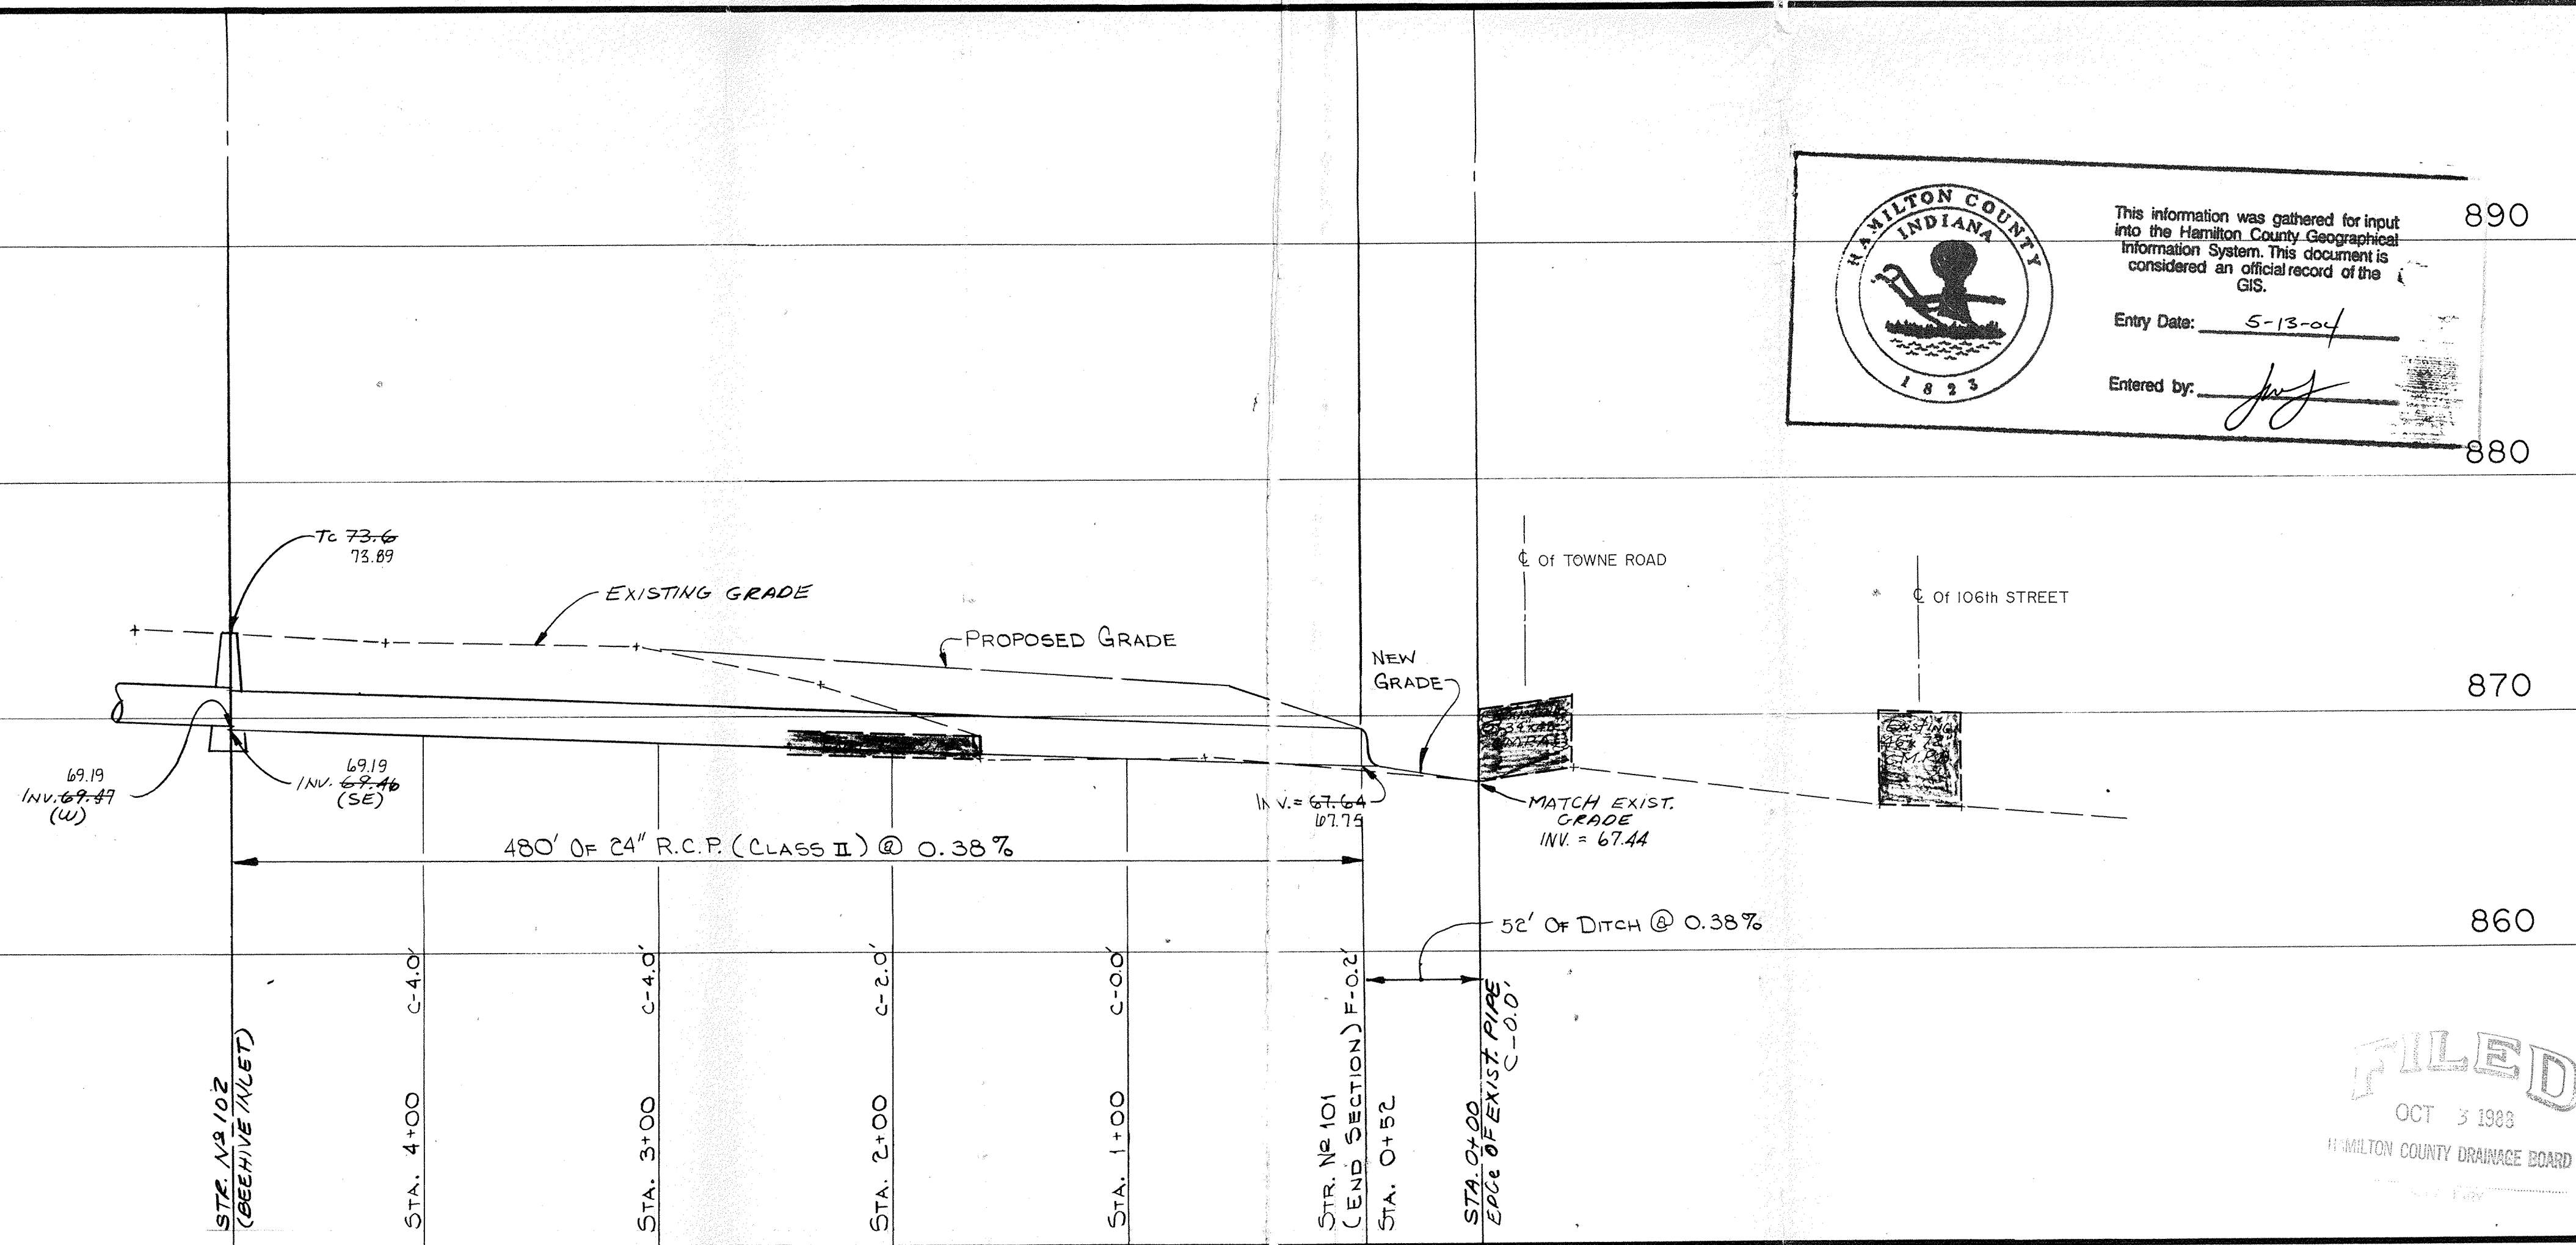 HAMILTON COUNTY
INDIANA
1823
This information was gathered for input
into the Hamilton County Geographical
Information System. This document is
considered an official record of the
GIS.
Entry Date: 5-13-04
Entered by:
890
880
870
860
TC 73.6
73.89
EXISTING GRADE
PROPOSED GRADE
NEW
GRADE
℄ Of TOWNE ROAD
℄ Of 106th STREET
EXISTING
69.19
INV. 69.47
(W)
69.19
INV. 69.46
(SE)
INV. = 67.64
67.75
MATCH EXIST.
GRADE
INV. = 67.44
480' OF 24" R.C.P. (CLASS II) @ 0.38%
52' OF DITCH @ 0.38%
STR. Nº 102
(BEEHIVE INLET)
STA. 4+00 C-4.0'
STA. 3+00 C-4.0'
STA. 2+00 C-2.0'
STA. 1+00 C-0.0'
STR. Nº 101
(END SECTION) F-0.2'
STA. 0+52
STA. 0+00
EDGE OF EXIST. PIPE
C-0.0'
FILED
OCT 3 1988
HAMILTON COUNTY DRAINAGE BOARD